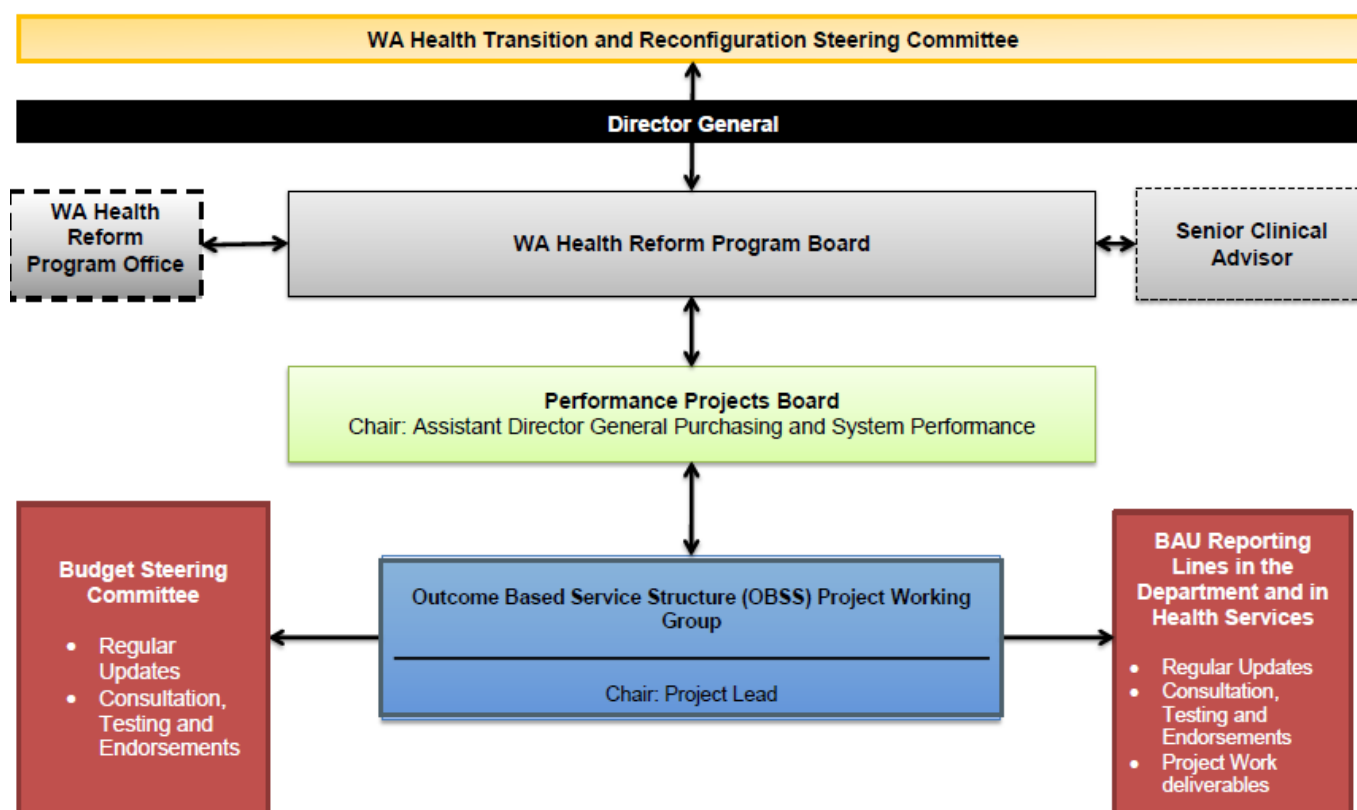 WA Health Transition and Reconfiguration Steering Committee
Director General
WA Health
Reform
Program Office
WA Health Reform Program Board
Senior Clinical
Advisor
Performance Projects Board
Chair: Assistant Director General Purchasing and System Performance
Budget Steering
Committee
• Regular
Updates
• Consultation,
Testing and
Endorsements
Outcome Based Service Structure (OBSS) Project Working
Group
Chair: Project Lead
BAU Reporting
Lines in the
Department and in
Health Services
• Regular Updates
• Consultation,
Testing and
Endorsements
• Project Work
deliverables